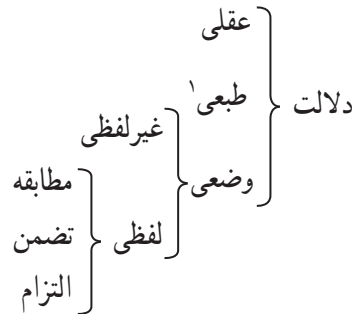 عقلی
دلالت
طبعی۱
غیرلفظی
وضعی
مطابقه
لفظی
تضمن
التزام